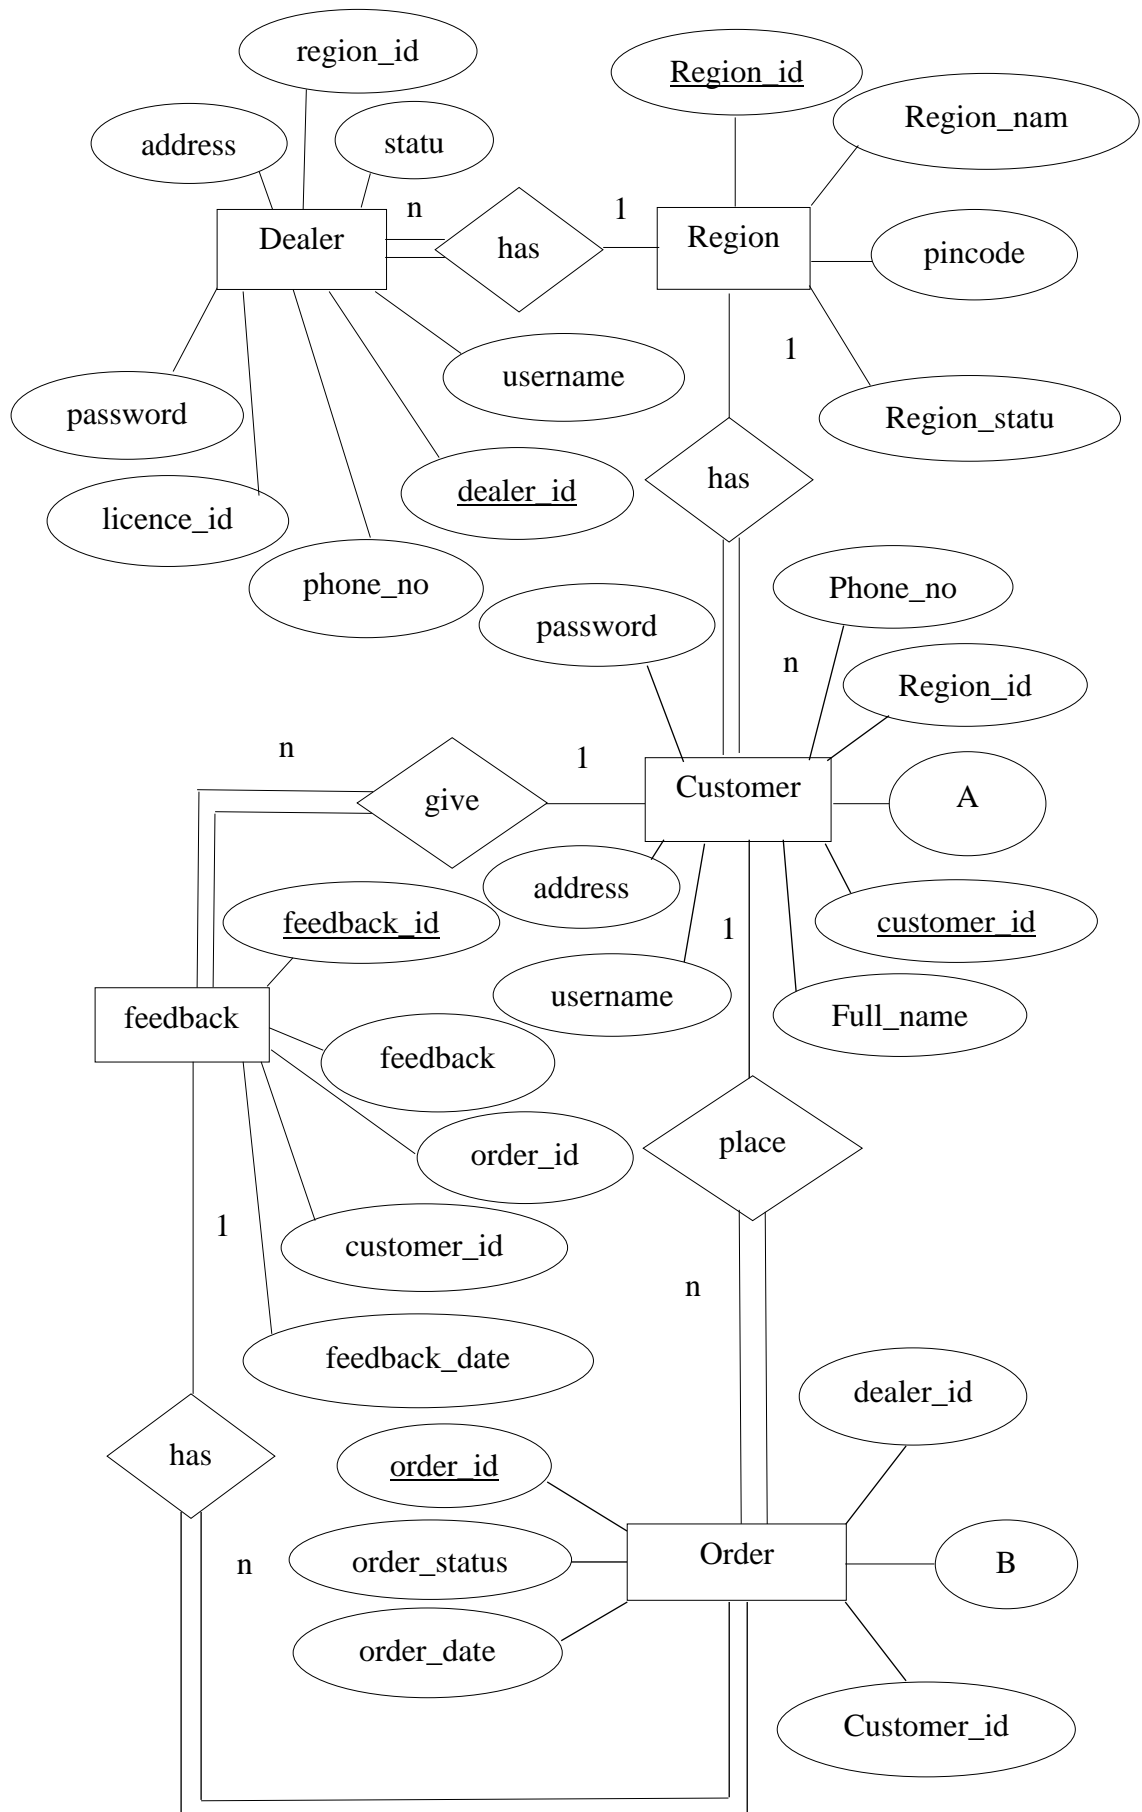 region_id
Region_id
Region_nam
address
statu
n
1
Dealer
has
Region
pincode
1
username
password
Region_statu
has
dealer_id
licence_id
phone_no
Phone_no
password
n
Region_id
n
1
Customer
give
A
address
customer_id
feedback_id
1
username
Full_name
feedback
feedback
place
order_id
1
customer_id
n
feedback_date
dealer_id
has
order_id
Order
order_status
n
B
order_date
Customer_id